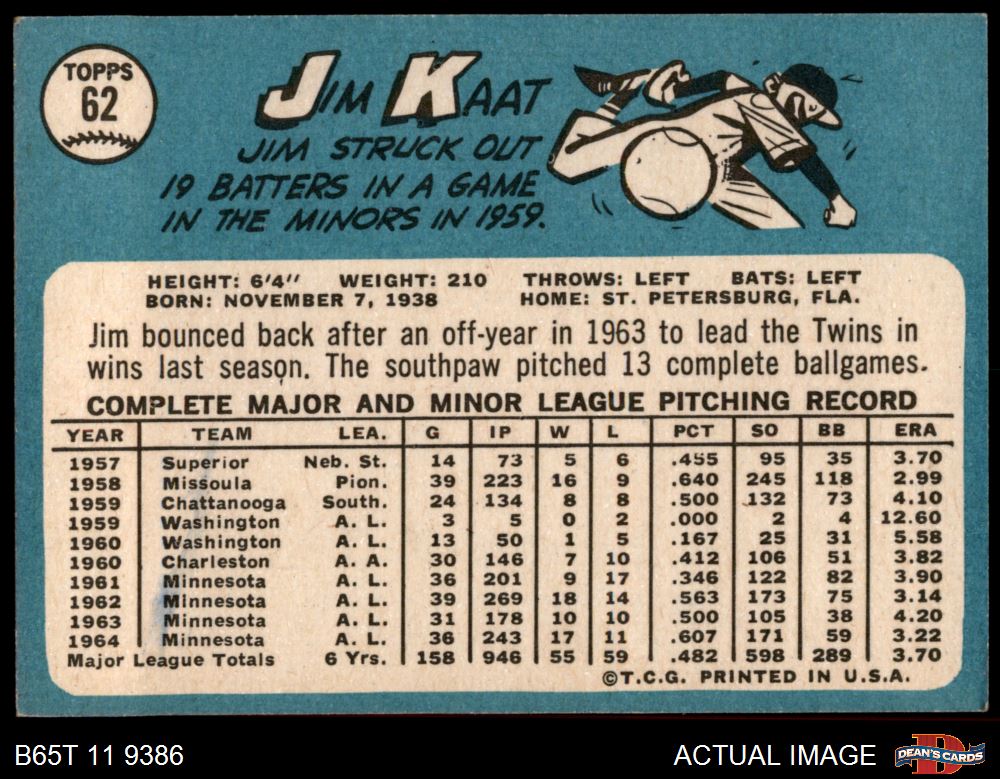 TOPPS
62
JIM KAAT
JIM STRUCK OUT
19 BATTERS IN A GAME
IN THE MINORS IN 1959.
HEIGHT: 6'4" WEIGHT: 210 THROWS: LEFT BATS: LEFT
BORN: NOVEMBER 7, 1938 HOME: ST. PETERSBURG, FLA.
Jim bounced back after an off-year in 1963 to lead the Twins in
wins last season. The southpaw pitched 13 complete ballgames.
COMPLETE MAJOR AND MINOR LEAGUE PITCHING RECORD
YEAR TEAM LEA. G IP W L PCT SO BB ERA
1957 Superior Neb. St. 14 73 5 6 .455 95 35 3.70
1958 Missoula Pion. 39 223 16 9 .640 245 118 2.99
1959 Chattanooga South. 24 134 8 8 .500 132 73 4.10
1959 Washington A. L. 3 5 0 2 .000 2 4 12.60
1960 Washington A. L. 13 50 1 5 .167 25 31 5.58
1960 Charleston A. A. 30 146 7 10 .412 106 51 3.82
1961 Minnesota A. L. 36 201 9 17 .346 122 82 3.90
1962 Minnesota A. L. 39 269 18 14 .563 173 75 3.14
1963 Minnesota A. L. 31 178 10 10 .500 105 38 4.20
1964 Minnesota A. L. 36 243 17 11 .607 171 59 3.22
Major League Totals 6 Yrs. 158 946 55 59 .482 598 289 3.70
©T.C.G. PRINTED IN U.S.A.
B65T 11 9386 ACTUAL IMAGE DEAN'S CARDS